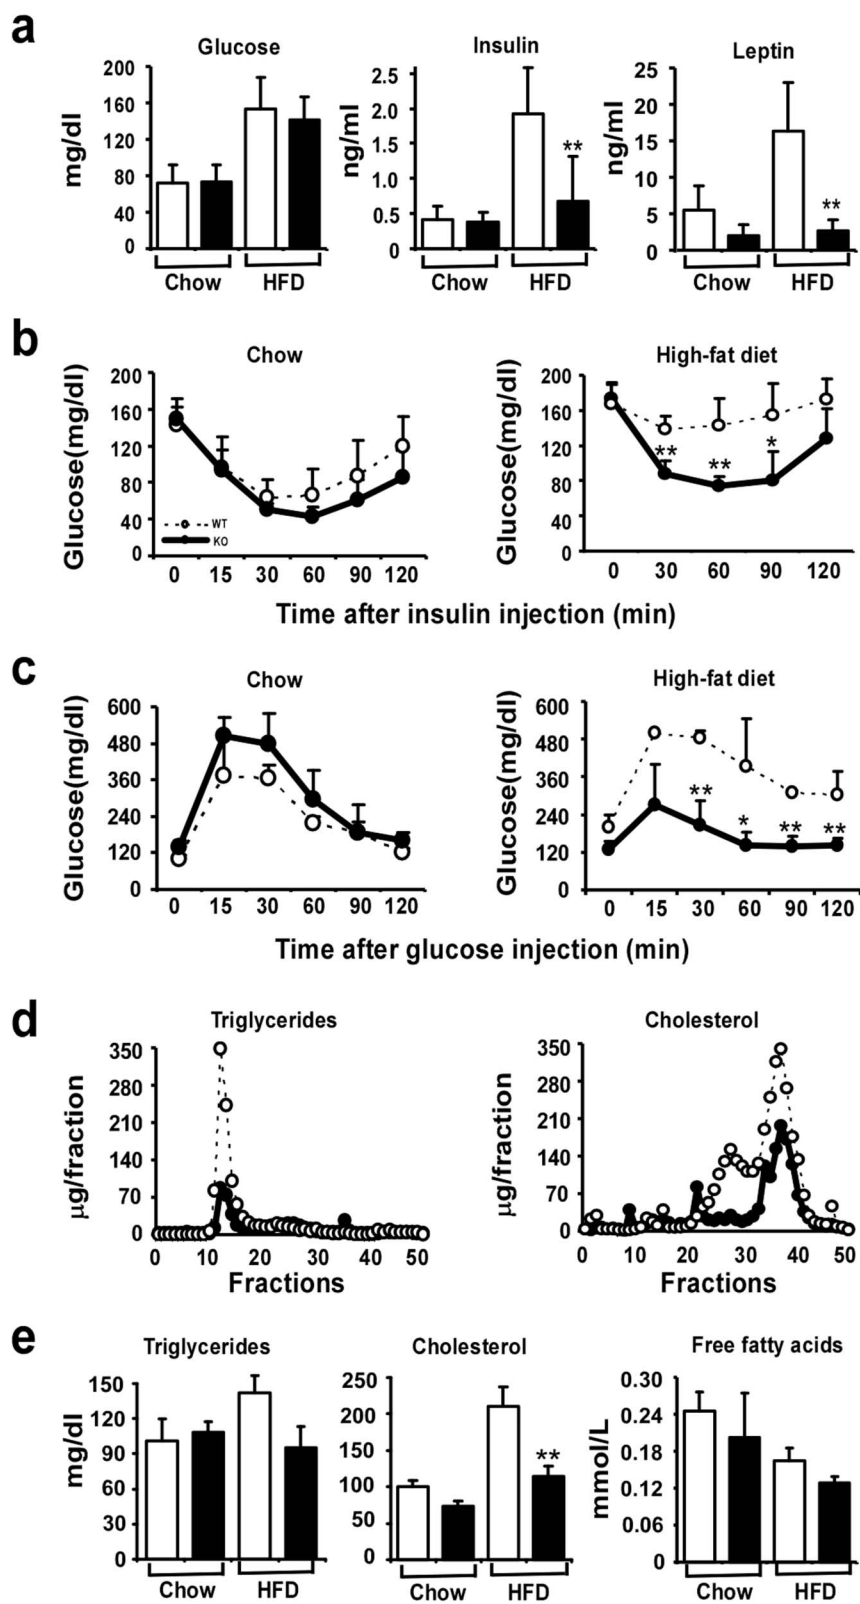 a
Glucose
Insulin
Leptin
mg/dl
200
160
120
80
40
0
Chow
HFD
ng/ml
2.5
2.0
1.5
1.0
0.5
0
**
Chow
HFD
ng/ml
25
20
15
10
5
0
**
Chow
HFD
b
Chow
High-fat diet
Glucose(mg/dl)
200
160
120
80
40
0
WT
KO
0 15 30 60 90 120
Glucose(mg/dl)
200
160
120
80
40
0
** ** *
0 30 60 90 120
Time after insulin injection (min)
c
Chow
High-fat diet
Glucose(mg/dl)
600
480
360
240
120
0
0 15 30 60 90 120
Glucose(mg/dl)
600
480
360
240
120
0
** * ** **
0 15 30 60 90 120
Time after glucose injection (min)
d
Triglycerides
Cholesterol
μg/fraction
350
280
210
140
70
0
0 10 20 30 40 50
Fractions
μg/fraction
350
280
210
140
70
0
0 10 20 30 40 50
Fractions
e
Triglycerides
Cholesterol
Free fatty acids
mg/dl
150
120
90
60
30
0
Chow
HFD
250
200
150
100
50
0
**
Chow
HFD
mmol/L
0.30
0.24
0.18
0.12
0.06
0
Chow
HFD